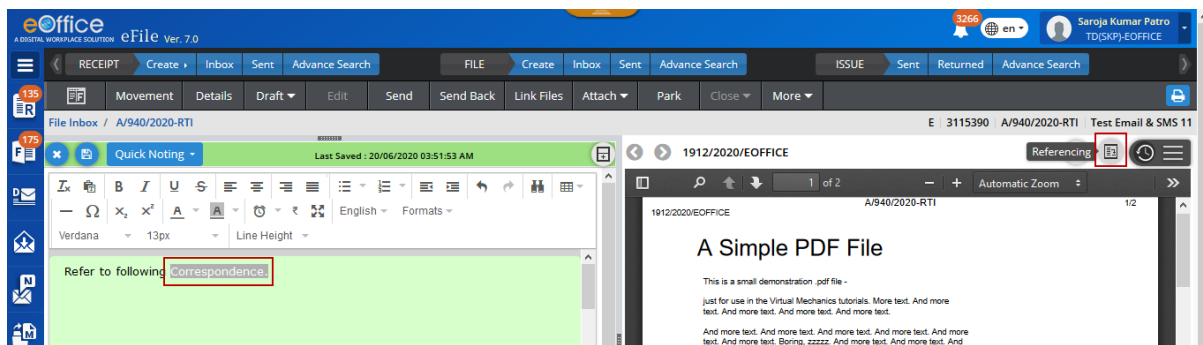 eOffice
A DIGITAL WORKPLACE SOLUTION eFile Ver. 7.0
3266 en Saroja Kumar Patro
TD(SKP)-EOFFICE
RECEIPT Create Inbox Sent Advance Search FILE Create Inbox Sent Advance Search ISSUE Sent Returned Advance Search
135 R
Movement Details Draft Edit Send Send Back Link Files Attach Park Close More
File Inbox / A/940/2020-RTI E 3115390 A/940/2020-RTI Test Email & SMS 11
175 F
Quick Noting Last Saved : 20/06/2020 03:51:53 AM 1912/2020/EOFFICE Referencing
B I U S
1 of 2 Automatic Zoom
Ω x₂ x² A A ₹ English Formats
Verdana 13px Line Height
1912/2020/EOFFICE A/940/2020-RTI 1/2
Refer to following Correspondence.
A Simple PDF File
This is a small demonstration .pdf file -
just for use in the Virtual Mechanics tutorials. More text. And more
text. And more text. And more text. And more text.
And more text. And more text. And more text. And more text. And more
text. And more text. Boring, zzzzz. And more text. And more text. And